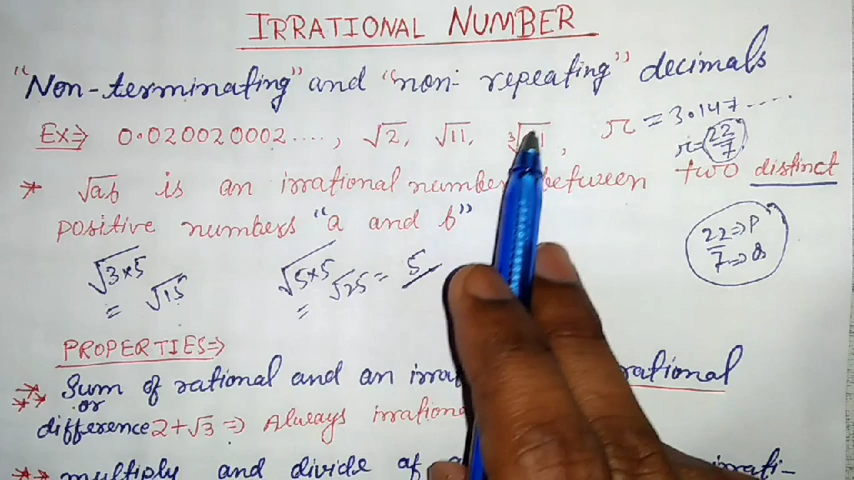 IRRATIONAL NUMBER
"Non-terminating" and "non- repeating" decimals
Ex⇒ 0.020020002...., √2, √11, π = 3.147.....
π = 22/7
* √ab is an irrational number between two distinct
positive numbers "a and b"
√3×5 = √15
√5×5 = √25 = 5
22 ⇒ P
7 ⇒ Q
PROPERTIES⇒
** Sum of rational and an rational
or
difference 2+√3 ⇒ Always
** multiply and divide of irrati-